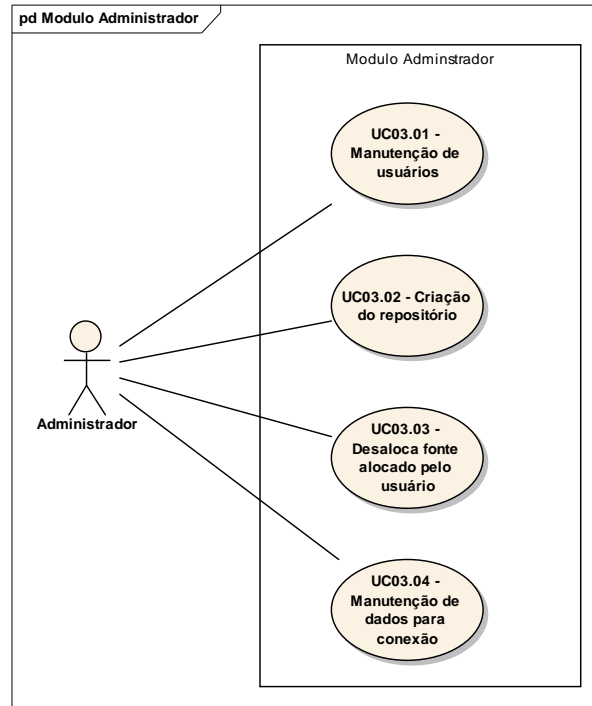 pd Modulo Administrador
Modulo Adminstrador
UC03.01 -
Manutenção de
usuários
UC03.02 - Criação
do repositório
Administrador
UC03.03 -
Desaloca fonte
alocado pelo
usuário
UC03.04 -
Manutenção de
dados para
conexão